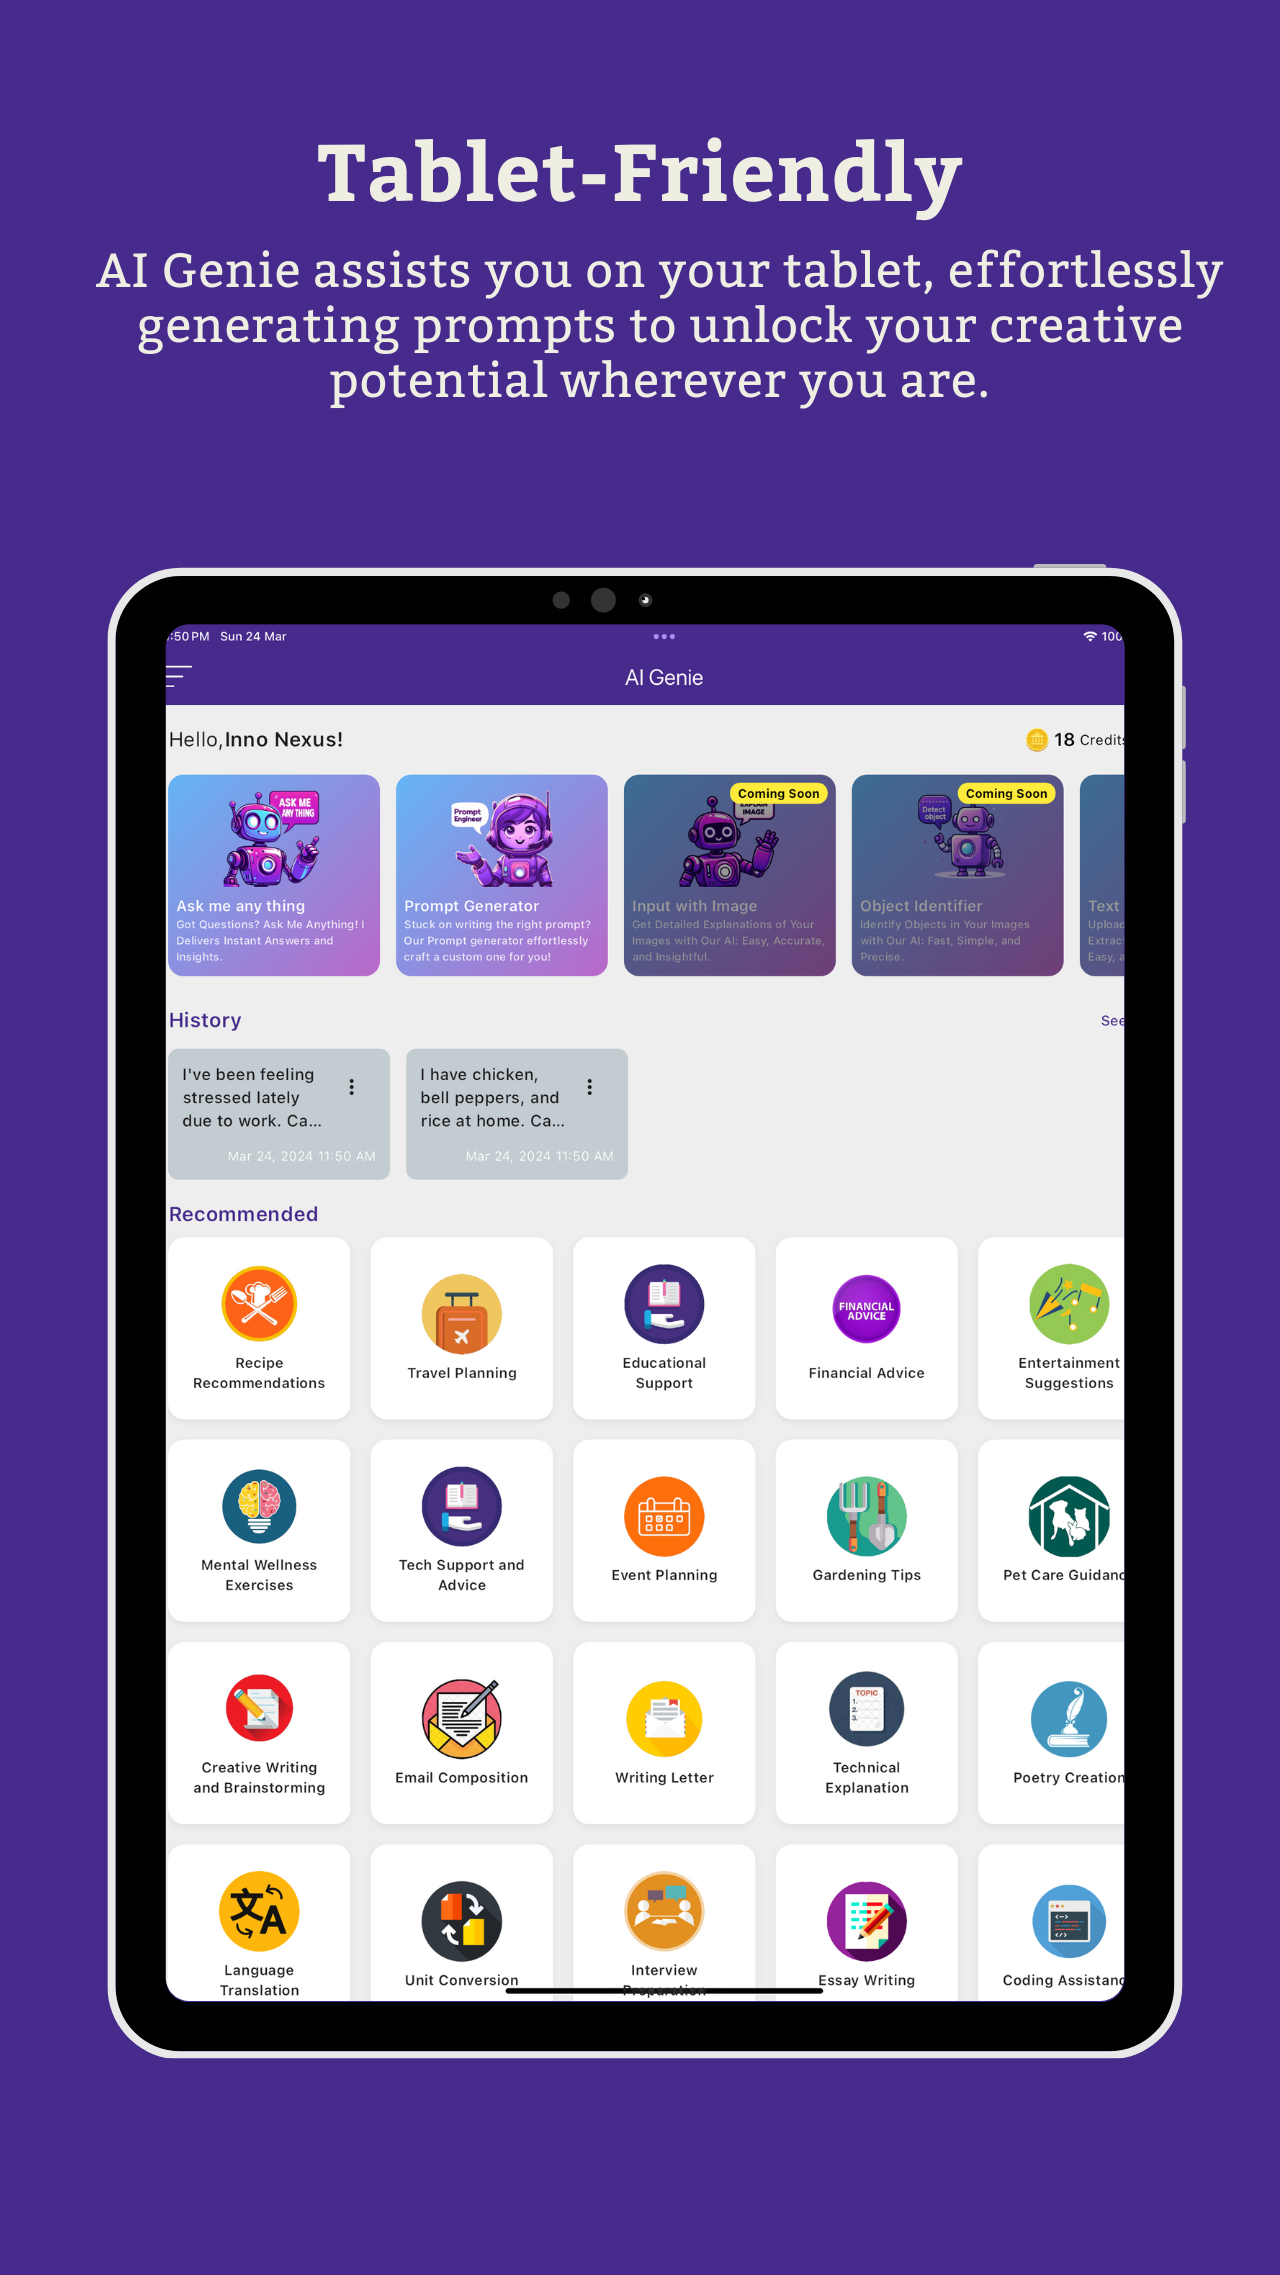 Tablet-Friendly
AI Genie assists you on your tablet, effortlessly
generating prompts to unlock your creative
potential wherever you are.
:50 PM Sun 24 Mar
100
AI Genie
Hello,Inno Nexus!
18 Credits
ASK ME
ANY THING
Ask me any thing
Got Questions? Ask Me Anything! I
Delivers Instant Answers and
Insights.
Prompt
Engineer
Prompt Generator
Stuck on writing the right prompt?
Our Prompt generator effortlessly
craft a custom one for you!
Coming Soon
EXPLAIN
IMAGE
Input with Image
Get Detailed Explanations of Your
Images with Our AI: Easy, Accurate,
and Insightful.
Coming Soon
Detect
object
Object Identifier
Identify Objects in Your Images
with Our AI: Fast, Simple, and
Precise.
Text
Upload
Extrac
Easy, a
History
See
I've been feeling
stressed lately
due to work. Ca...
Mar 24, 2024 11:50 AM
I have chicken,
bell peppers, and
rice at home. Ca...
Mar 24, 2024 11:50 AM
Recommended
Recipe
Recommendations
Travel Planning
Educational
Support
FINANCIAL
ADVICE
Financial Advice
Entertainment
Suggestions
Mental Wellness
Exercises
Tech Support and
Advice
Event Planning
Gardening Tips
Pet Care Guidanc
Creative Writing
and Brainstorming
Email Composition
Writing Letter
TOPIC
1.
2.
3.
Technical
Explanation
Poetry Creation
文A
Language
Translation
Unit Conversion
Interview
Preparation
Essay Writing
Coding Assistanc